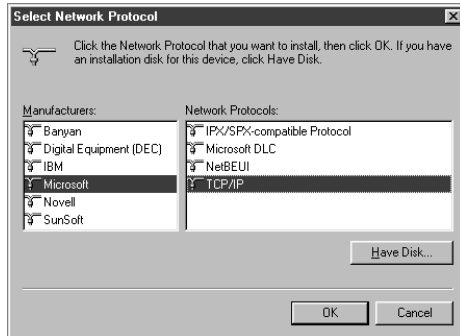 Select Network Protocol
Click the Network Protocol that you want to install, then click OK. If you have
an installation disk for this device, click Have Disk.
Manufacturers:
Banyan
Digital Equipment (DEC)
IBM
Microsoft
Novell
SunSoft
Network Protocols:
IPX/SPX-compatible Protocol
Microsoft DLC
NetBEUI
TCP/IP
Have Disk...
OK
Cancel